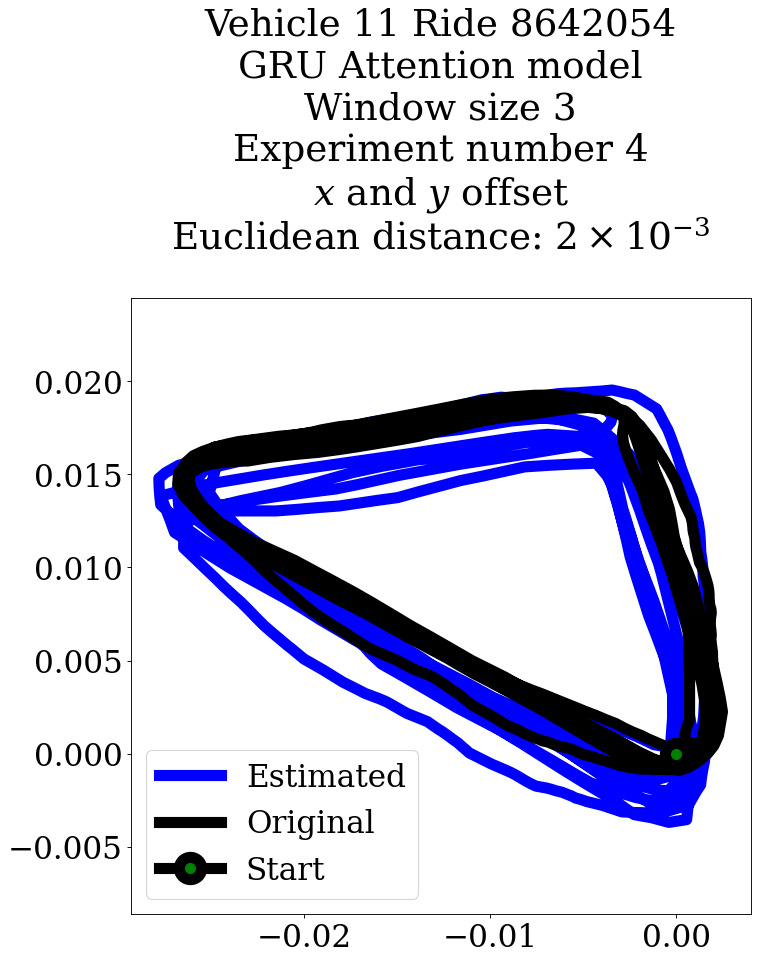 Vehicle 11 Ride 8642054
GRU Attention model
Window size 3
Experiment number 4
x and y offset
Euclidean distance: 2 × 10⁻³
0.020
0.015
0.010
0.005
0.000
−0.005
Estimated
Original
Start
−0.02 −0.01 0.00